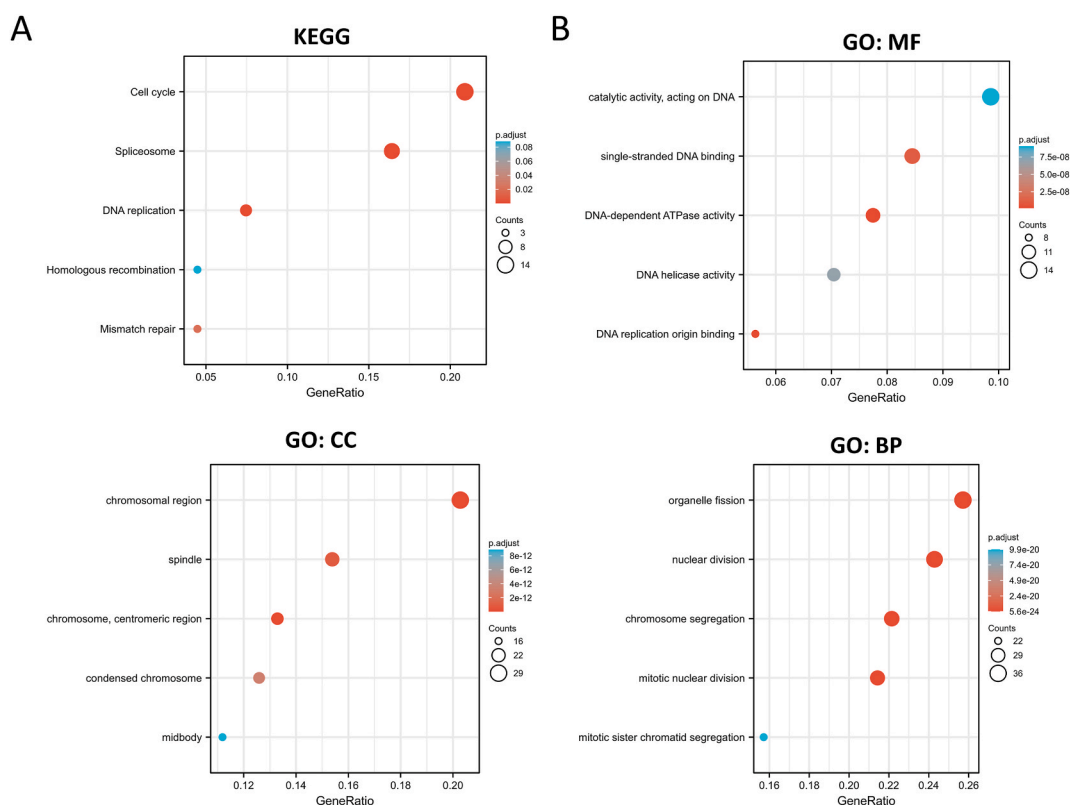 A
KEGG
Cell cycle
Spliceosome
DNA replication
Homologous recombination
Mismatch repair
0.05 0.10 0.15 0.20
GeneRatio
p.adjust
0.08
0.06
0.04
0.02
Counts
3
8
14
B
GO: MF
catalytic activity, acting on DNA
single-stranded DNA binding
DNA-dependent ATPase activity
DNA helicase activity
DNA replication origin binding
0.06 0.07 0.08 0.09 0.10
GeneRatio
p.adjust
7.5e-08
5.0e-08
2.5e-08
Counts
8
11
14
GO: CC
chromosomal region
spindle
chromosome, centromeric region
condensed chromosome
midbody
0.12 0.14 0.16 0.18 0.20
GeneRatio
p.adjust
8e-12
6e-12
4e-12
2e-12
Counts
16
22
29
GO: BP
organelle fission
nuclear division
chromosome segregation
mitotic nuclear division
mitotic sister chromatid segregation
0.16 0.18 0.20 0.22 0.24 0.26
GeneRatio
p.adjust
9.9e-20
7.4e-20
4.9e-20
2.4e-20
5.6e-24
Counts
22
29
36